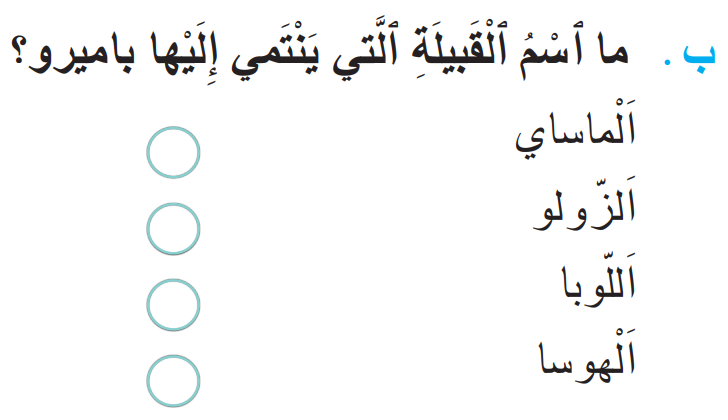 ب. ما ٱسْمُ ٱلْقَبيلَةِ ٱلَّتي يَنْتَمي إِلَيْها باميرو؟
اَلْماساي
اَلزّولو
اَللّوبا
اَلْهوسا